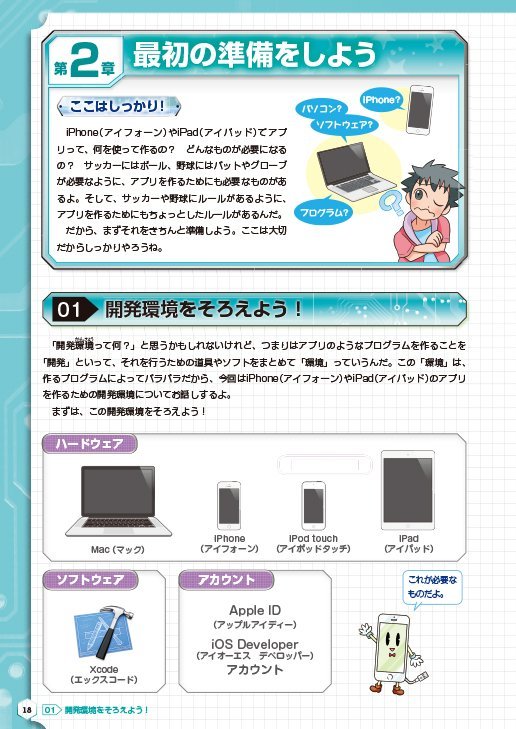 第2章 最初の準備をしよう
ここはしっかり!
iPhone(アイフォーン)やiPad(アイパッド)でアプ
リって、何を使って作るの? どんなものが必要になる
の? サッカーにはボール、野球にはバットやグローブ
が必要なように、アプリを作るためにも必要なものがあ
るよ。そして、サッカーや野球にルールがあるように、
アプリを作るためにもちょっとしたルールがあるんだ。
だから、まずそれをきちんと準備しよう。ここは大切
だからしっかりやろうね。
パソコン?
iPhone?
ソフトウェア?
プログラム?
01 開発環境をそろえよう!
「開発環境って何?」と思うかもしれないけれど、つまりはアプリのようなプログラムを作ることを
「開発」といって、それを行うための道具やソフトをまとめて「環境」っていうんだ。この「環境」は、
作るプログラムによってバラバラだから、今回はiPhone(アイフォーン)やiPad(アイパッド)のアプリ
を作るための開発環境についてお話しするよ。
まずは、この開発環境をそろえよう!
ハードウェア
Mac(マック)
iPhone
(アイフォーン)
iPod touch
(アイポッドタッチ)
iPad
(アイパッド)
ソフトウェア
Xcode
(エックスコード)
アカウント
Apple ID
(アップルアイディー)
iOS Developer
(アイオーエス デベロッパー)
アカウント
これが必要な
ものだよ。
18 01 開発環境をそろえよう!